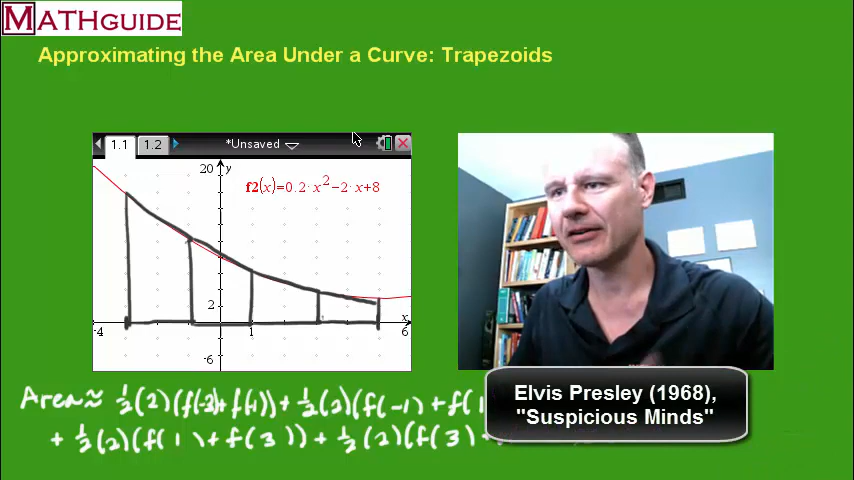 MATHGUIDE
Approximating the Area Under a Curve: Trapezoids
1.1 1.2 *Unsaved
20 y
f2(x)=0.2·x²−2·x+8
2
x
-4 1 6
-6
Area ≈ ½(2)(f(-3)+f(-1))+½(2)(f(-1)+f(1
+½(2)(f(1)+f(3))+½(2)(f(3)+
Elvis Presley (1968),
"Suspicious Minds"